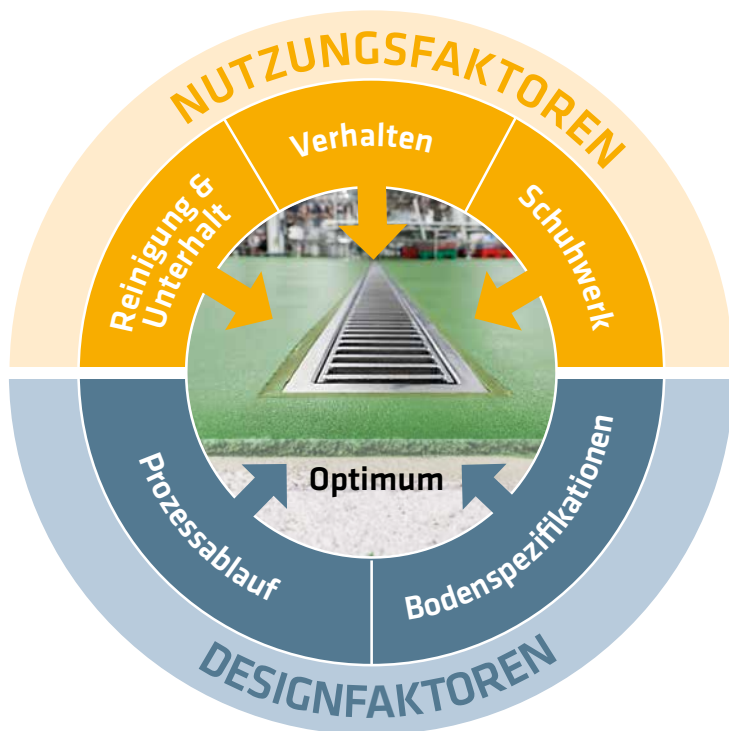 NUTZUNGSFAKTOREN
Verhalten
Reinigung &
Unterhalt
Schuhwerk
Optimum
Prozessablauf
Bodenspezifikationen
DESIGNFAKTOREN